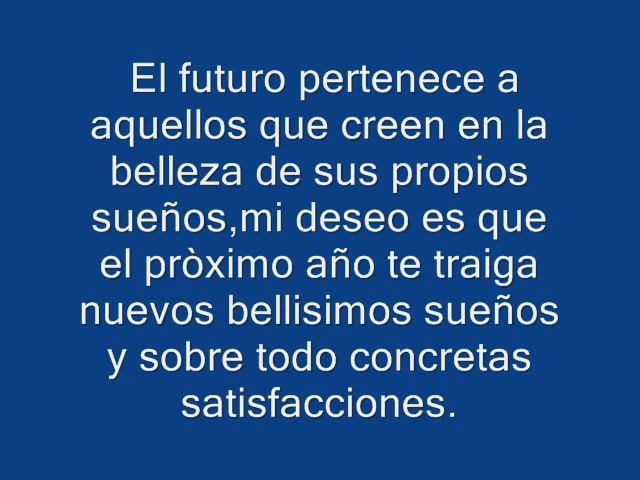 El futuro pertenece a
aquellos que creen en la
belleza de sus propios
sueños,mi deseo es que
el pròximo año te traiga
nuevos bellisimos sueños
y sobre todo concretas
satisfacciones.